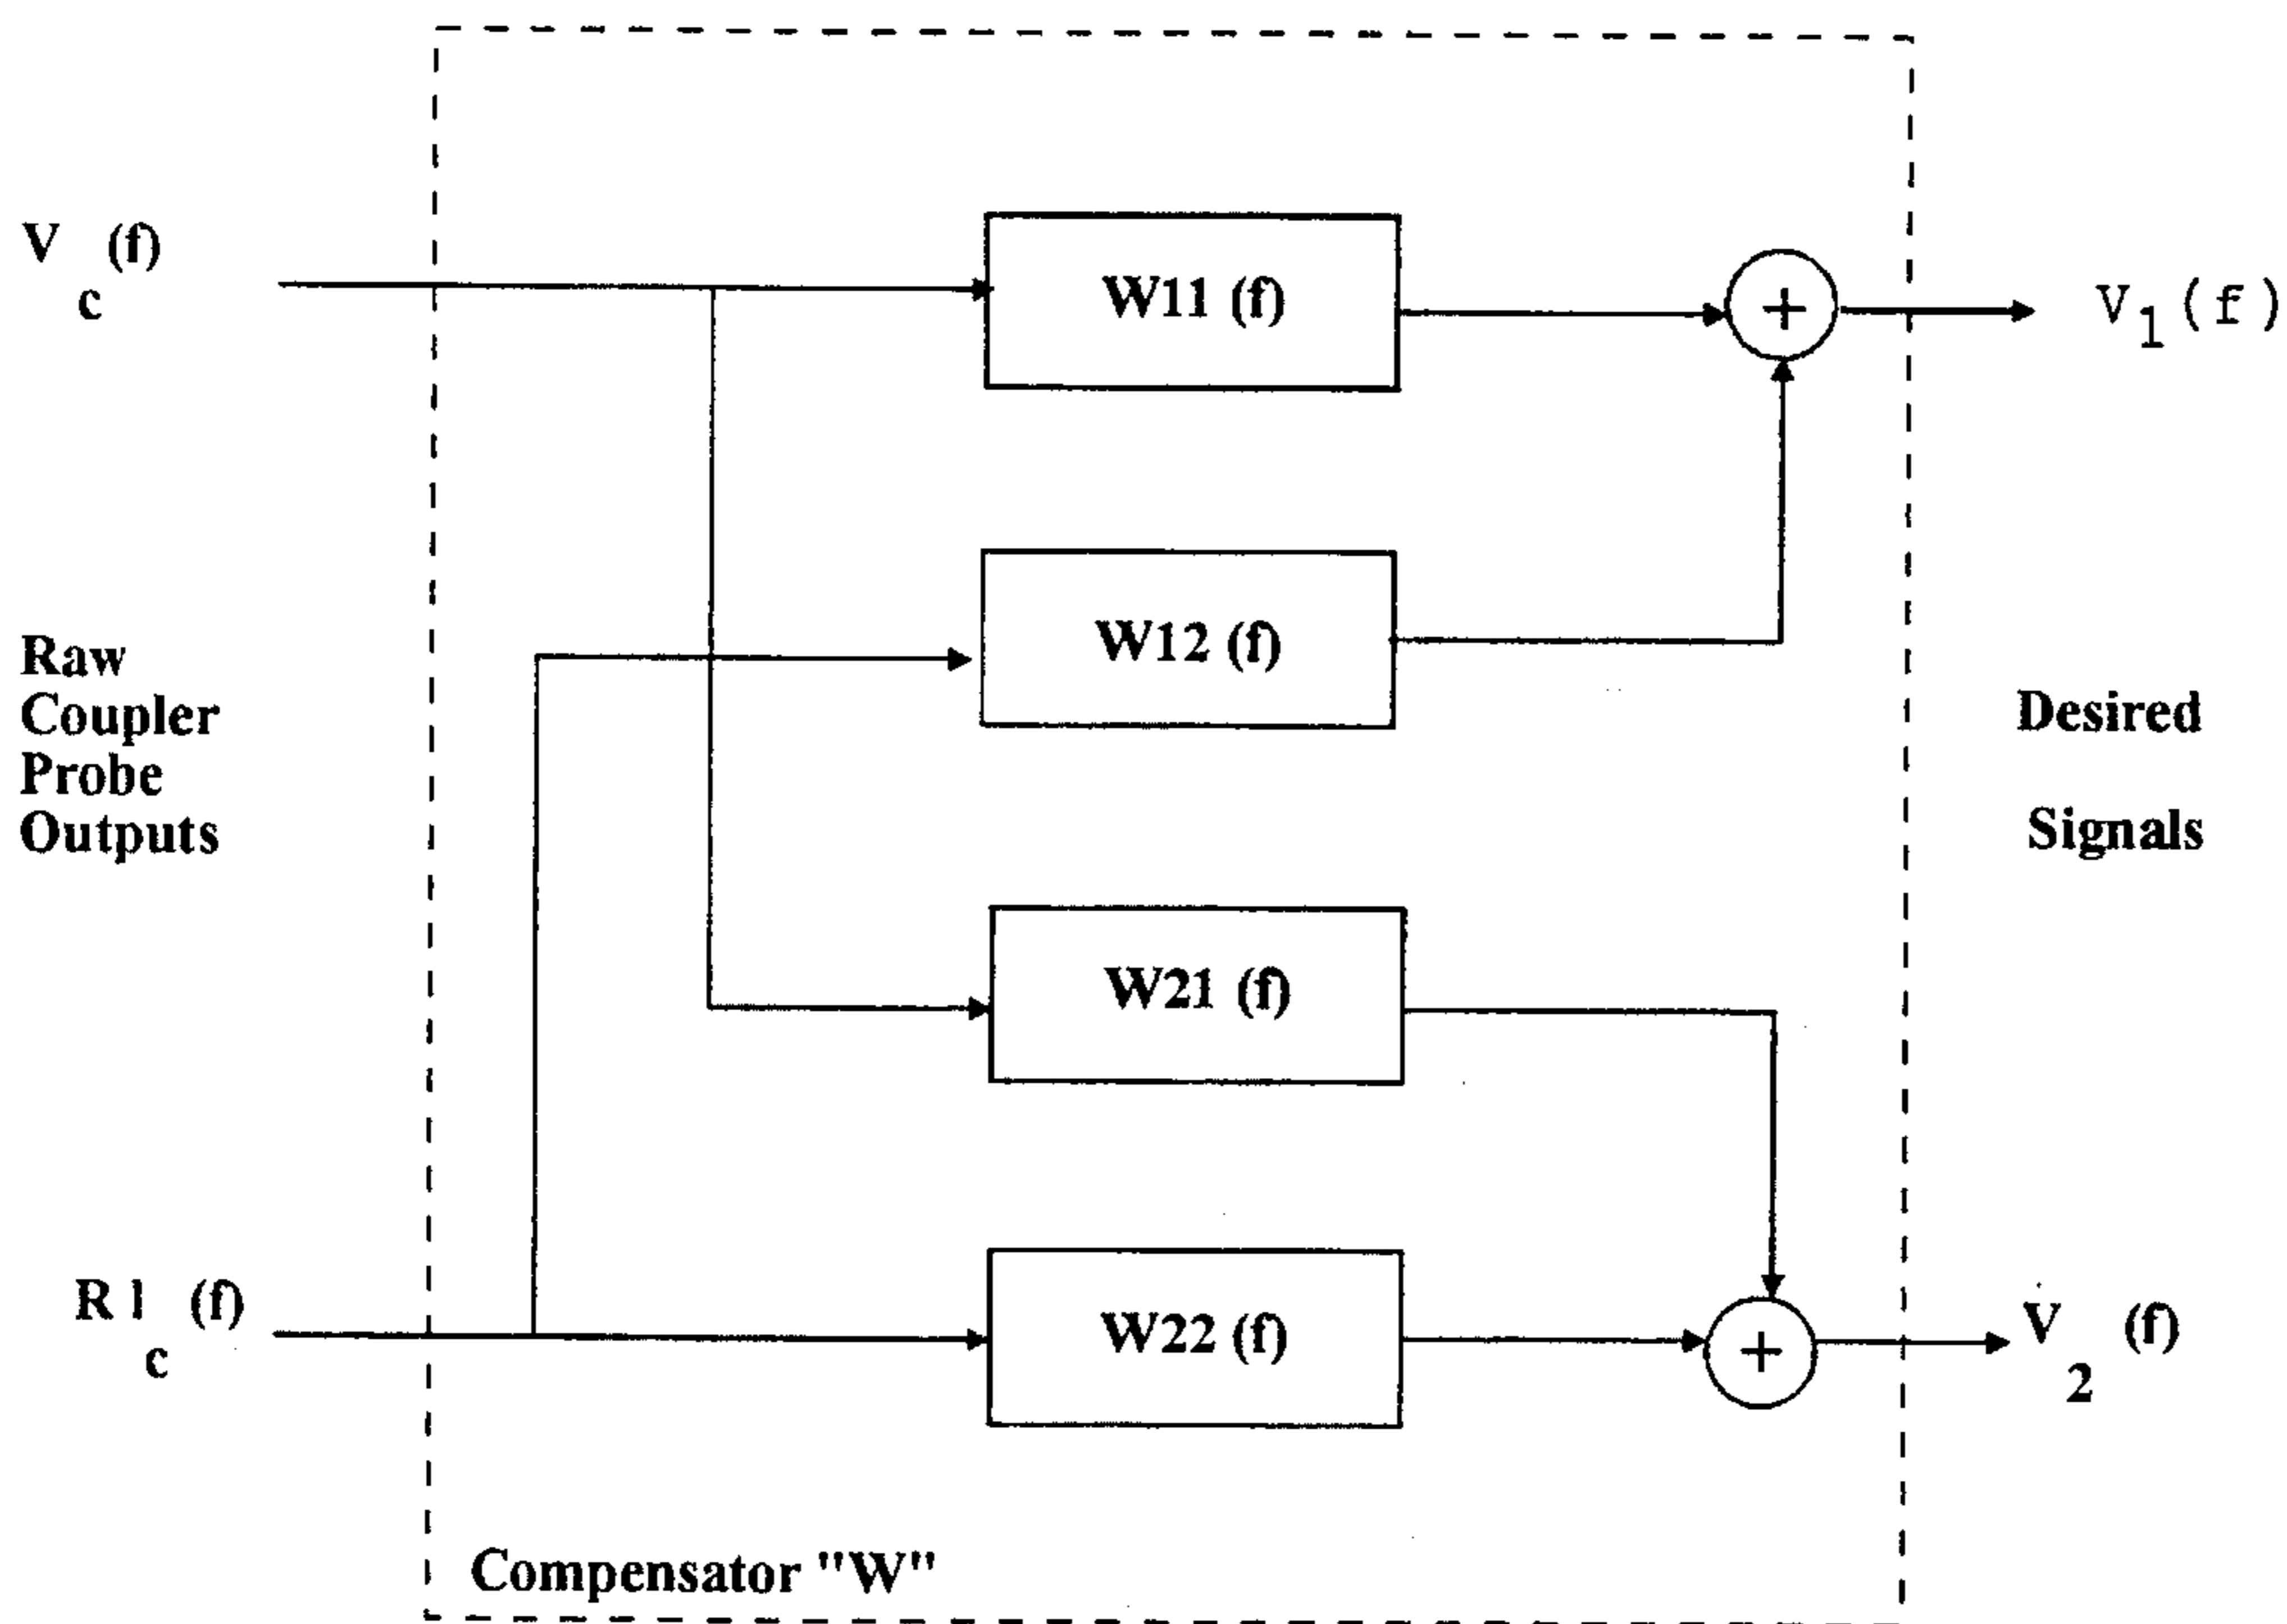 V c (f)
W11 (f)
+
V1(f)
Raw
Coupler
Probe
Outputs
W12 (f)
Desired
Signals
W21 (f)
R I c (f)
W22 (f)
+
V 2 (f)
Compensator "W"